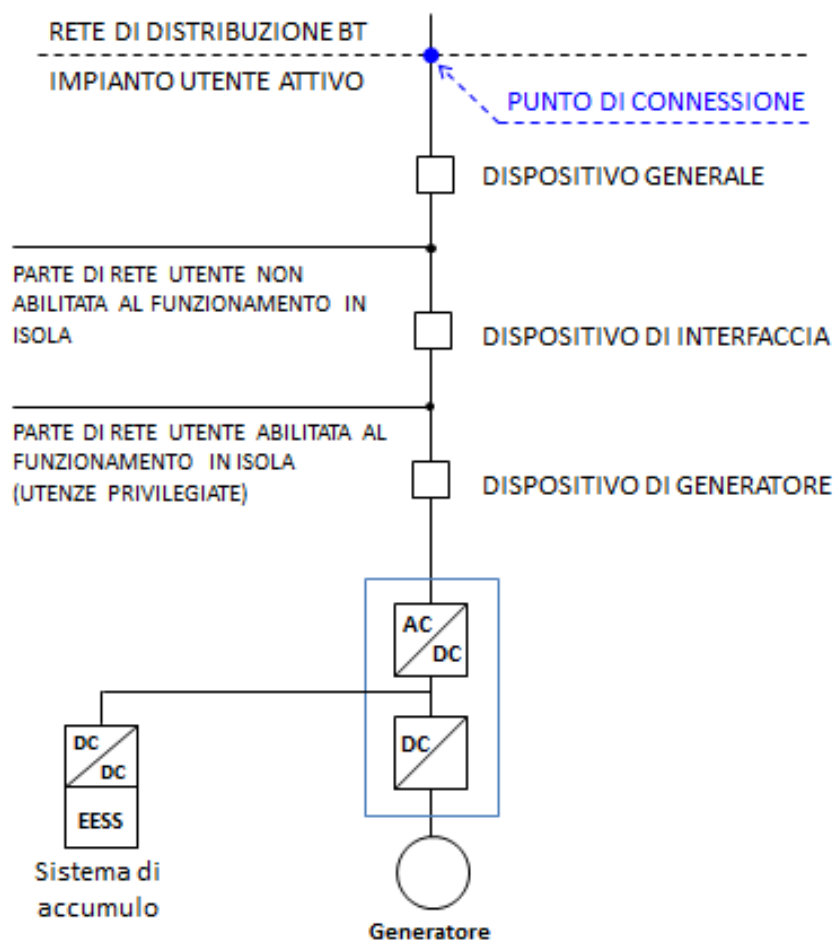 RETE DI DISTRIBUZIONE BT
IMPIANTO UTENTE ATTIVO
PUNTO DI CONNESSIONE
DISPOSITIVO GENERALE
PARTE DI RETE UTENTE NON
ABILITATA AL FUNZIONAMENTO IN
ISOLA
DISPOSITIVO DI INTERFACCIA
PARTE DI RETE UTENTE ABILITATA AL
FUNZIONAMENTO IN ISOLA
(UTENZE PRIVILEGIATE)
DISPOSITIVO DI GENERATORE
AC
DC
DC
DC
DC
EESS
Sistema di
accumulo
Generatore